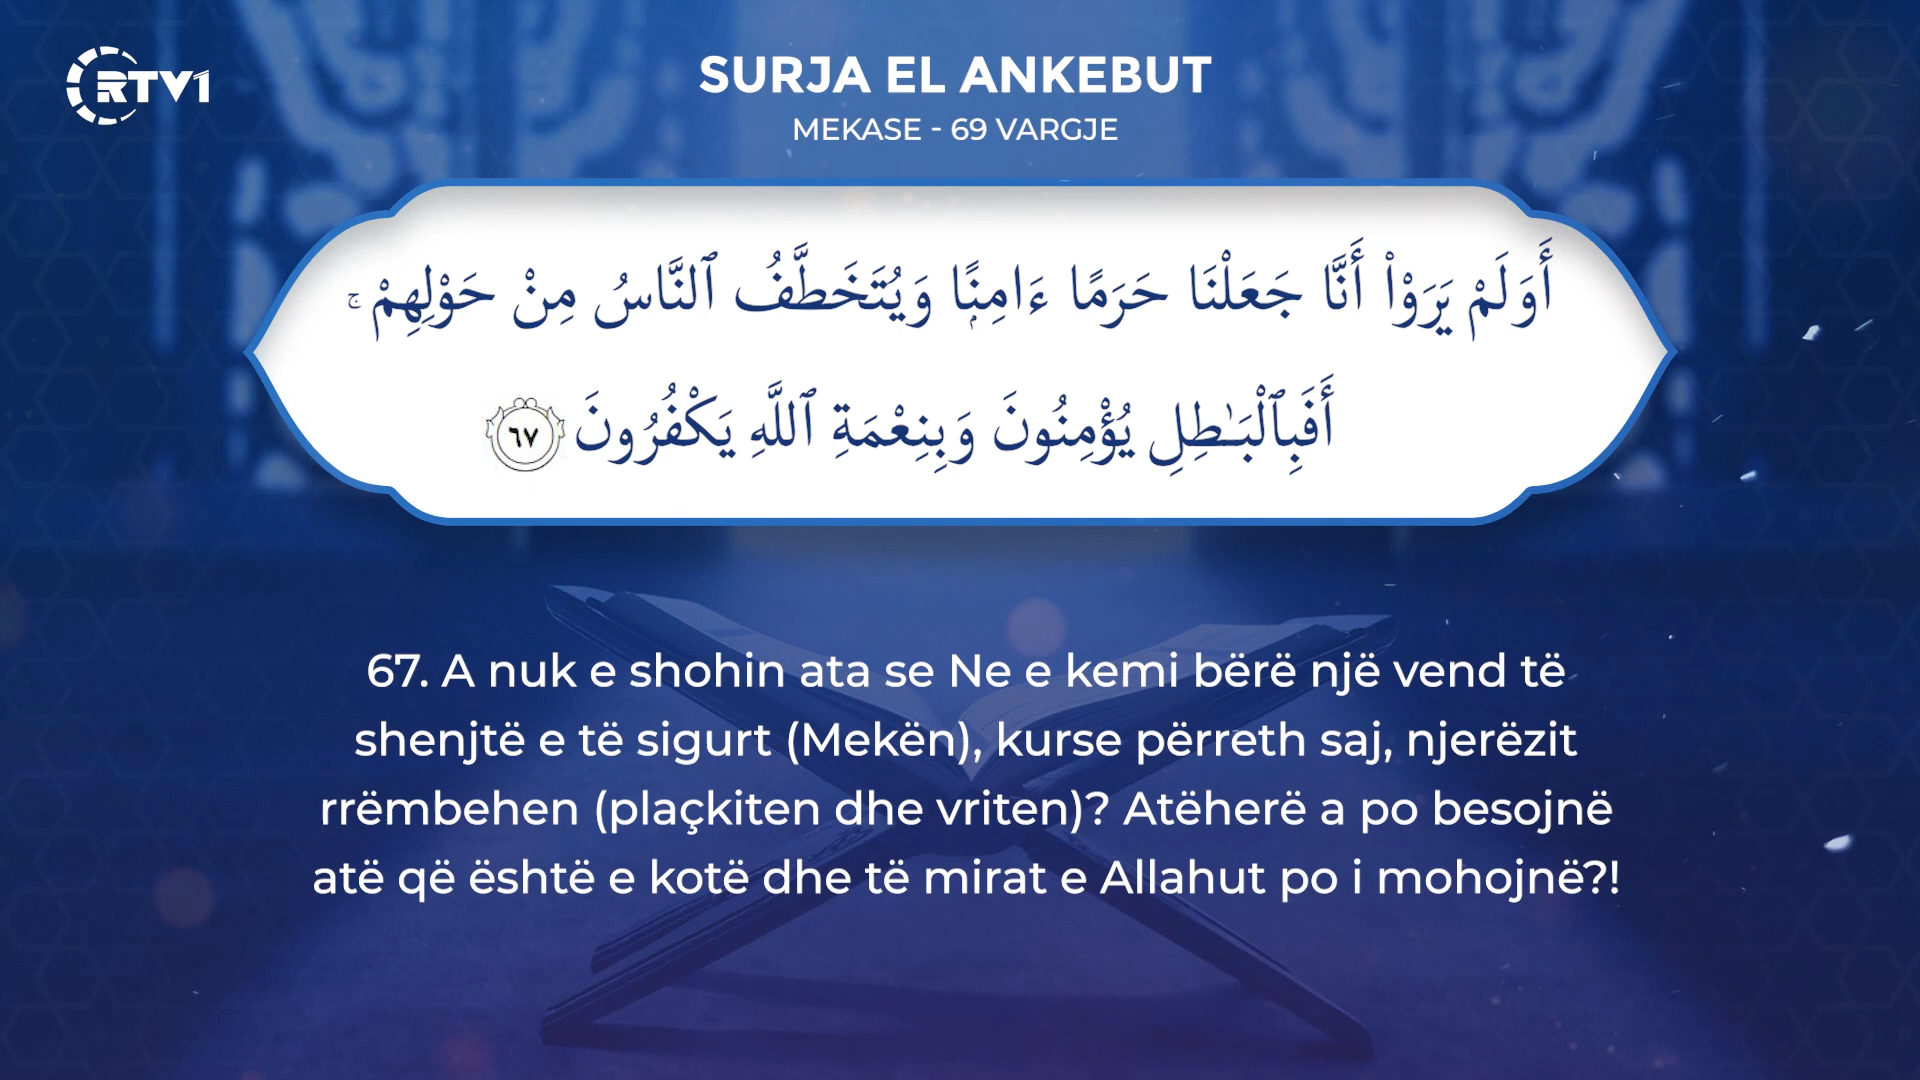 RTV1
SURJA EL ANKEBUT
MEKASE - 69 VARGJE
أَوَلَمْ يَرَوْا۟ أَنَّا جَعَلْنَا حَرَمًا ءَامِنًۭا وَيُتَخَطَّفُ ٱلنَّاسُ مِنْ حَوْلِهِمْ ۚ
أَفَبِٱلْبَـٰطِلِ يُؤْمِنُونَ وَبِنِعْمَةِ ٱللَّهِ يَكْفُرُونَ ٦٧
67. A nuk e shohin ata se Ne e kemi bërë një vend të
shenjtë e të sigurt (Mekën), kurse përreth saj, njerëzit
rrëmbehen (plaçkiten dhe vriten)? Atëherë a po besojnë
atë që është e kotë dhe të mirat e Allahut po i mohojnë?!